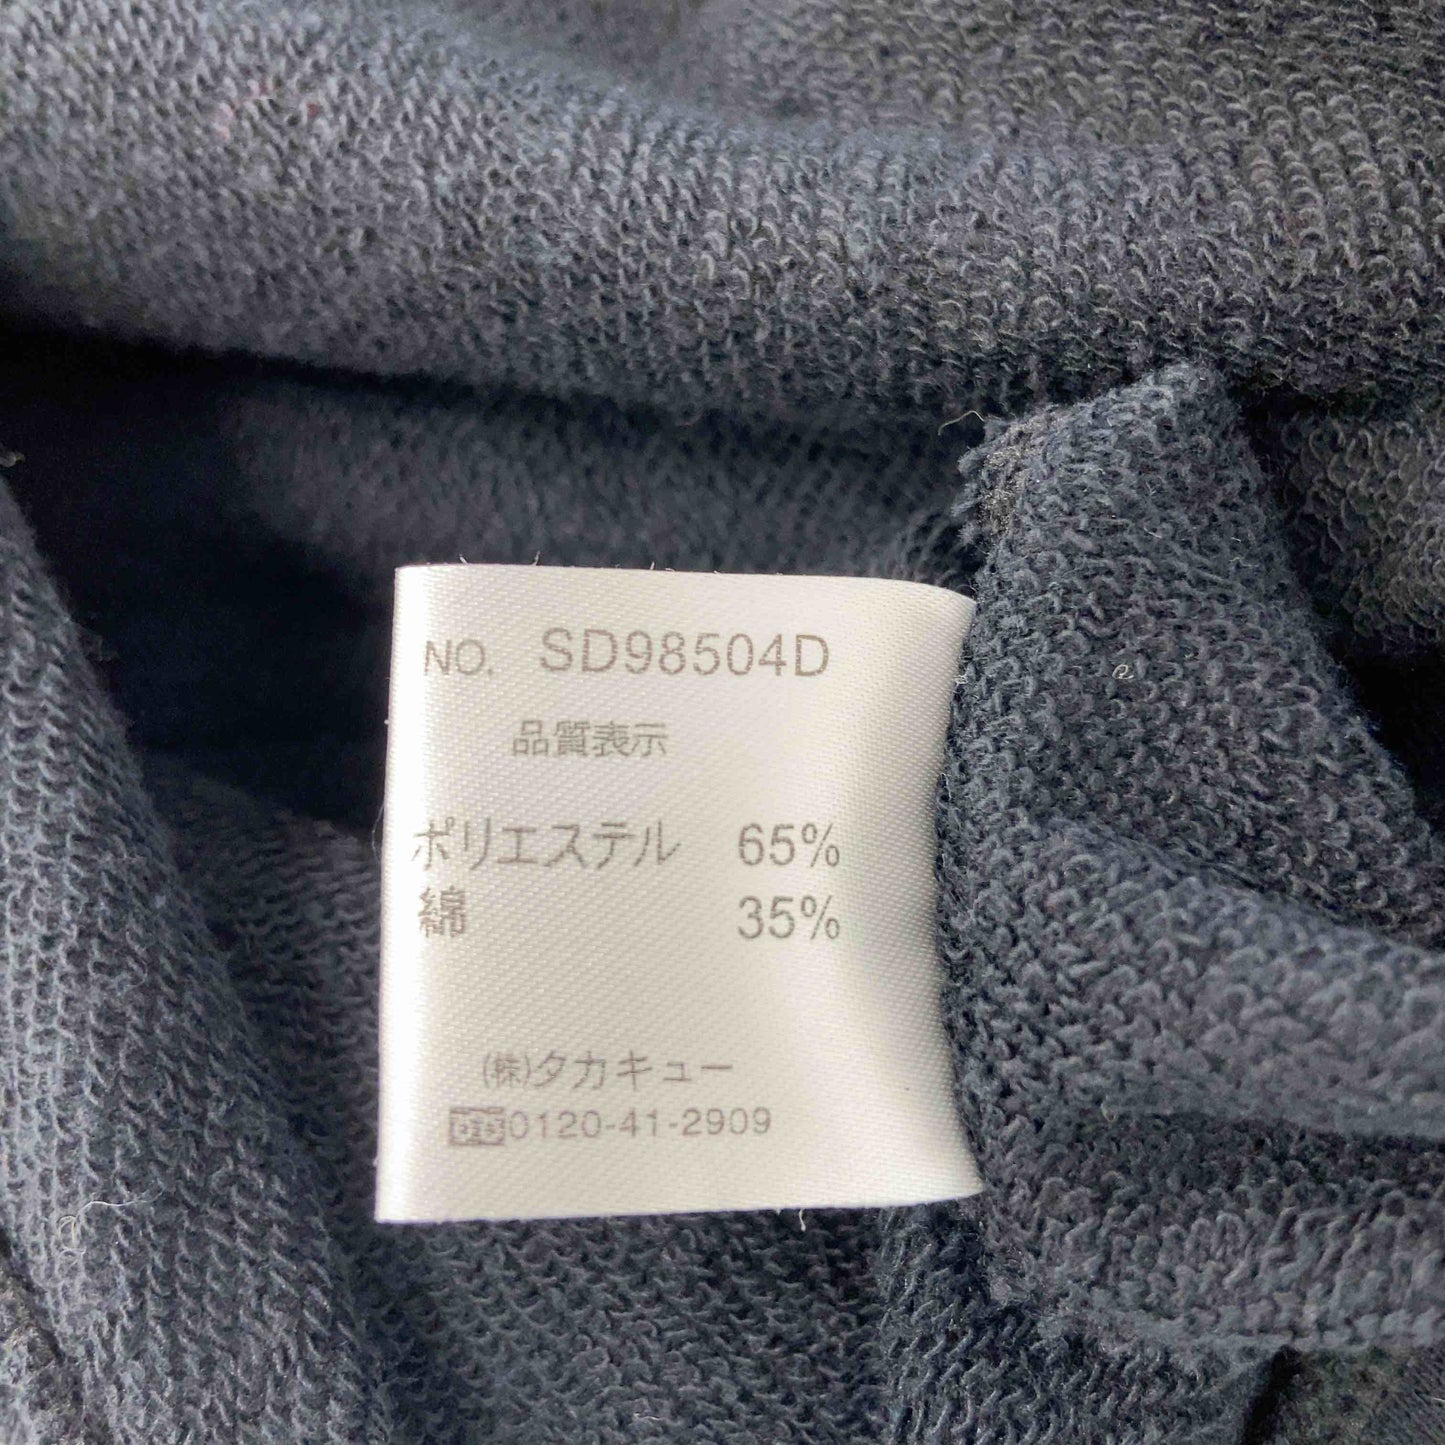 NO. SD98504D
品質表示
ポリエステル 65%
綿 35%
(株)タカキュー
0120-41-2909